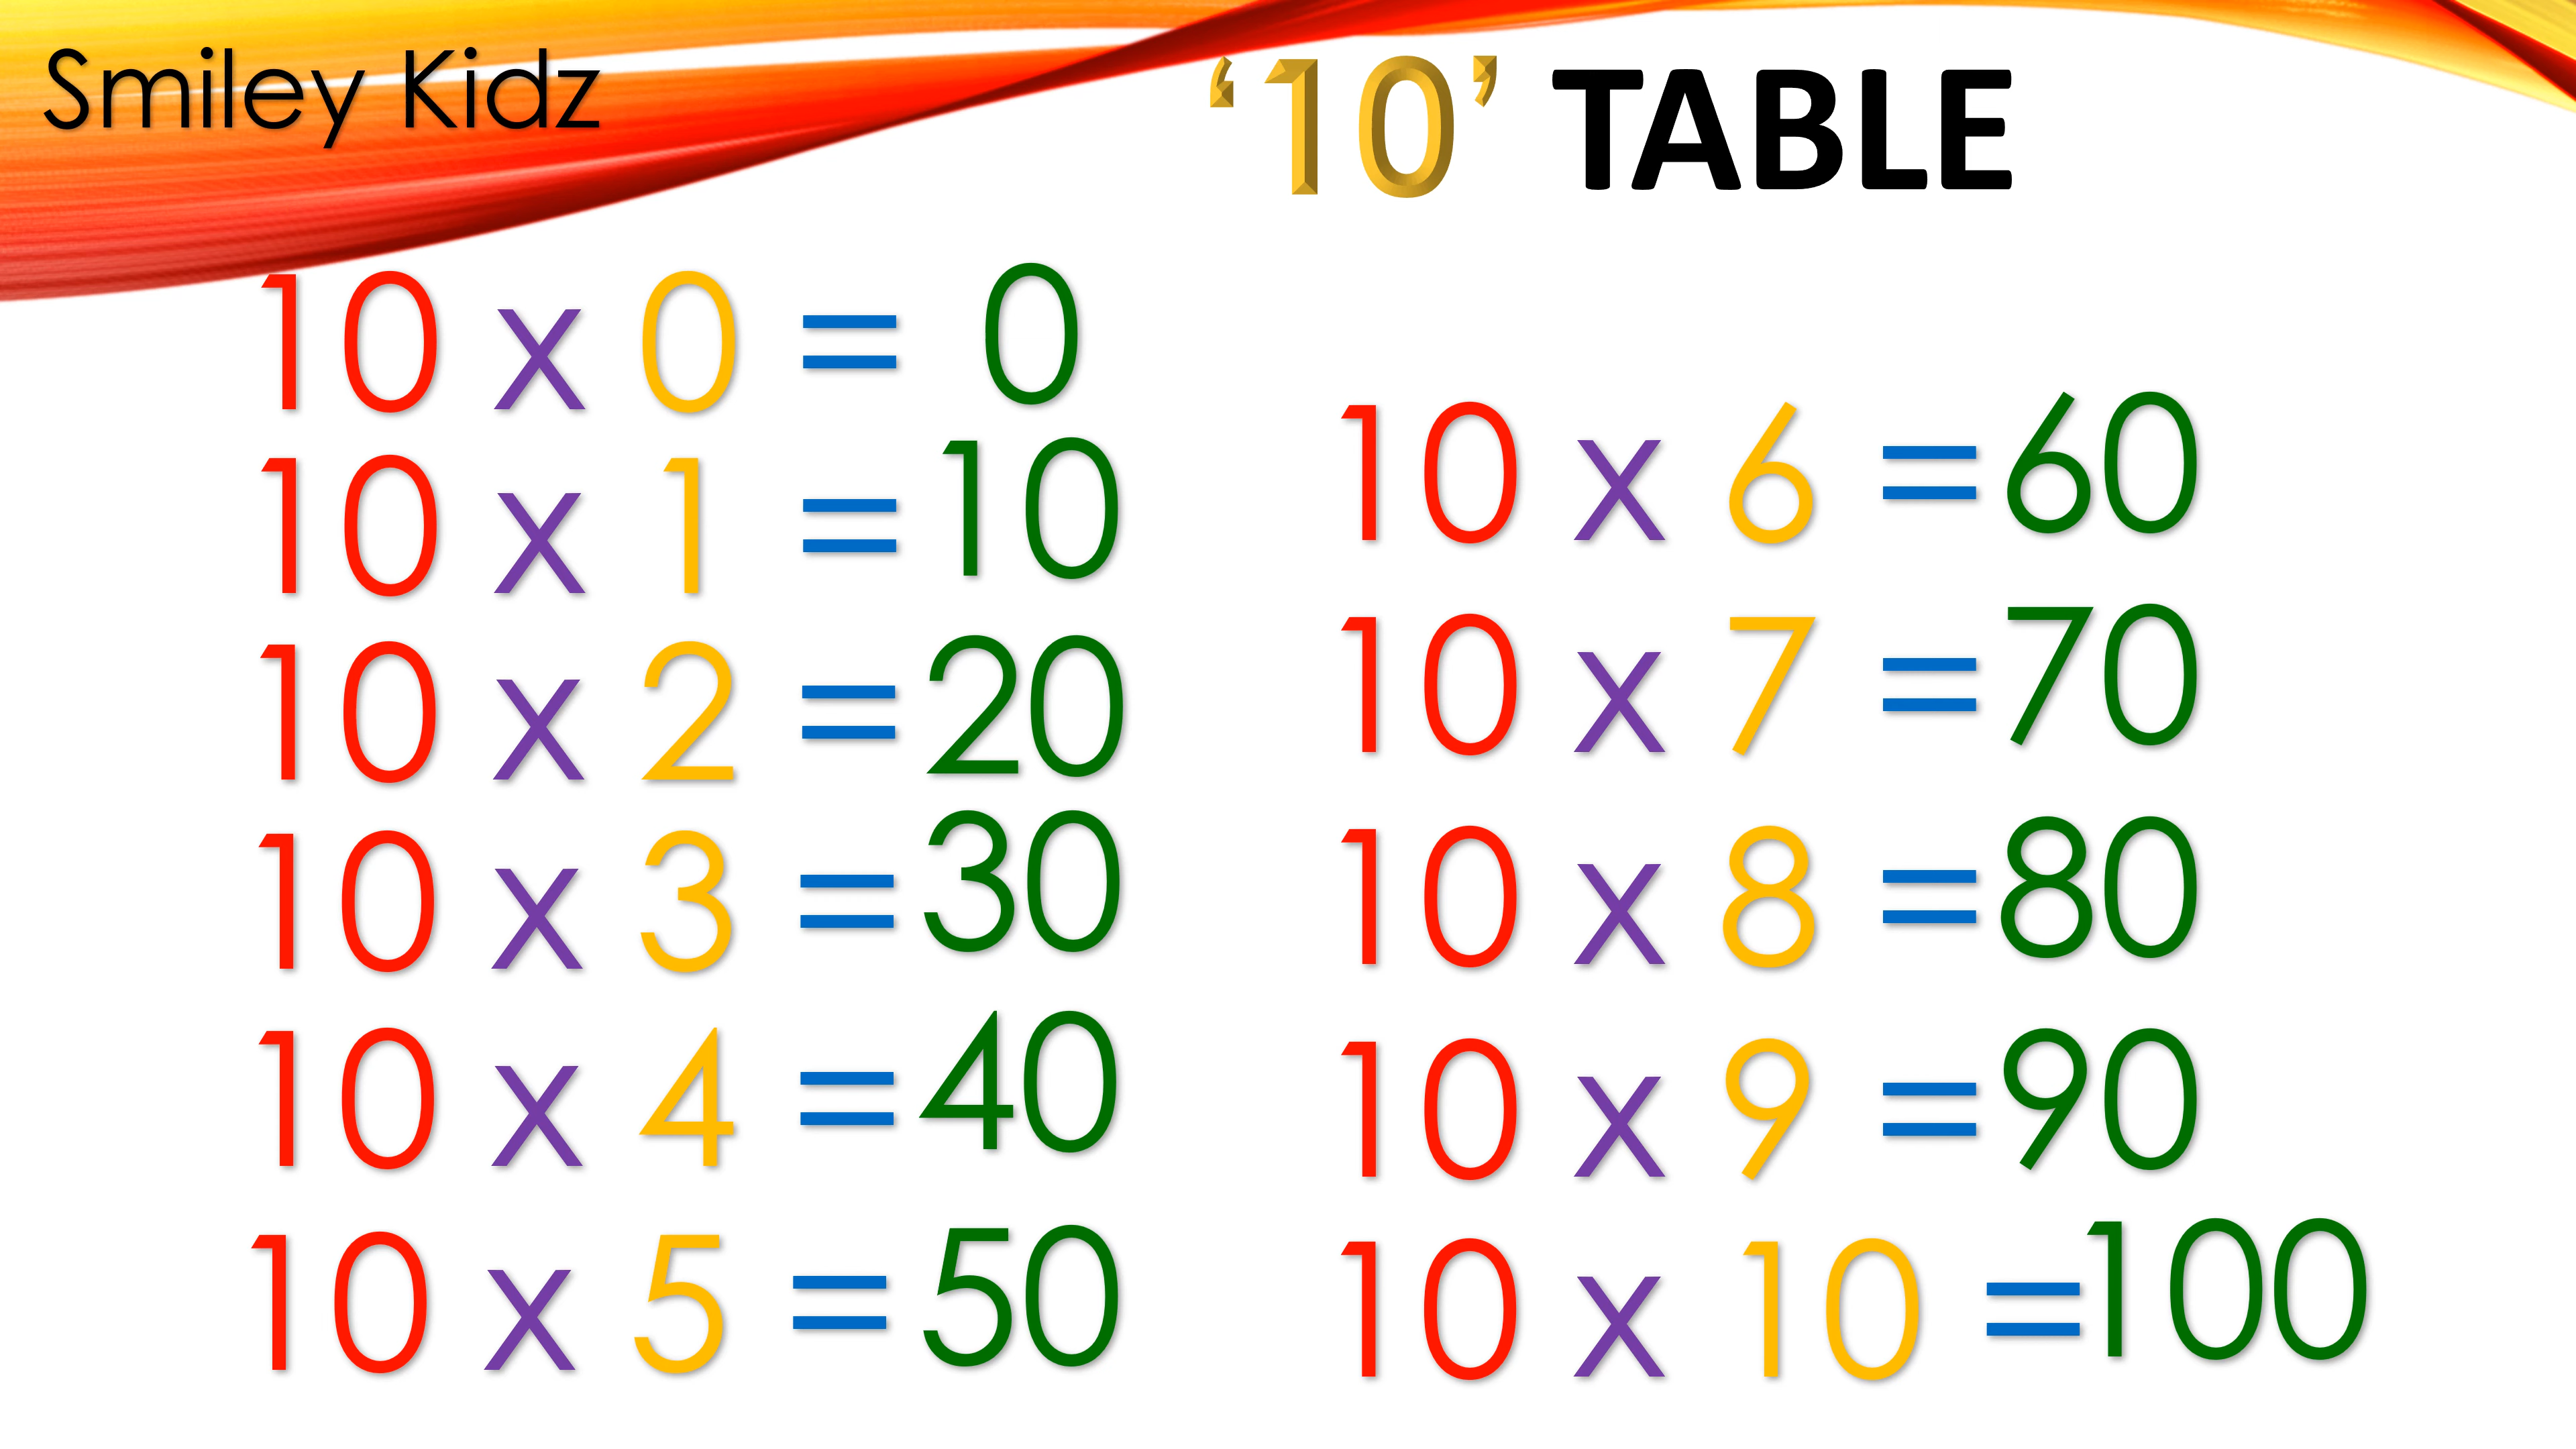 Smiley Kidz
‘10’ TABLE
10 x 0 = 0
10 x 1 = 10
10 x 2 = 20
10 x 3 = 30
10 x 4 = 40
10 x 5 = 50
10 x 6 = 60
10 x 7 = 70
10 x 8 = 80
10 x 9 = 90
10 x 10 = 100